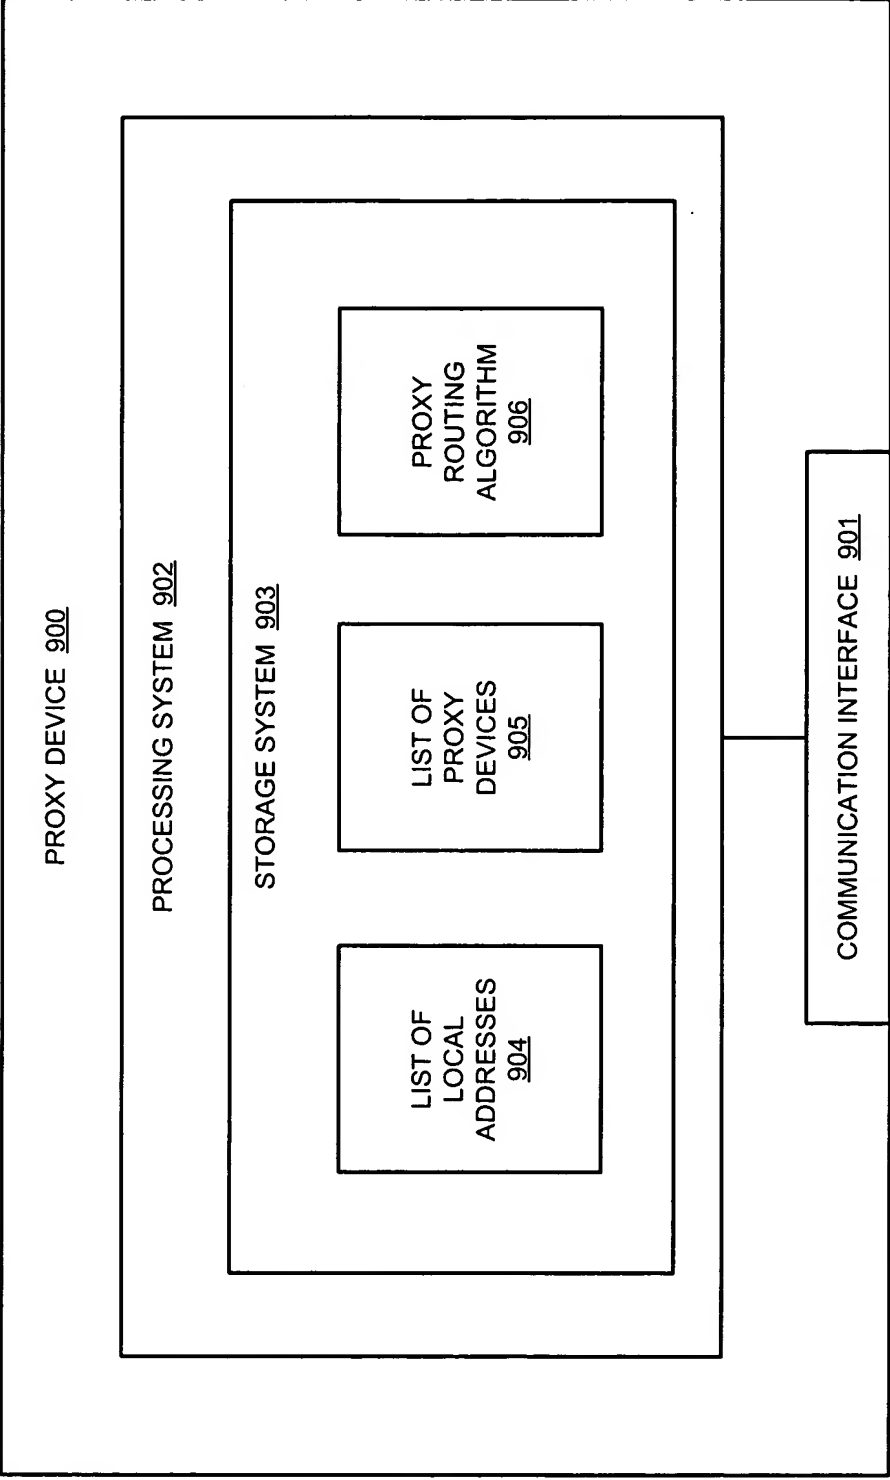 PROXY DEVICE 900
PROCESSING SYSTEM 902
STORAGE SYSTEM 903
LIST OF
LOCAL
ADDRESSES
904
LIST OF
PROXY
DEVICES
905
PROXY
ROUTING
ALGORITHM
906
COMMUNICATION INTERFACE 901